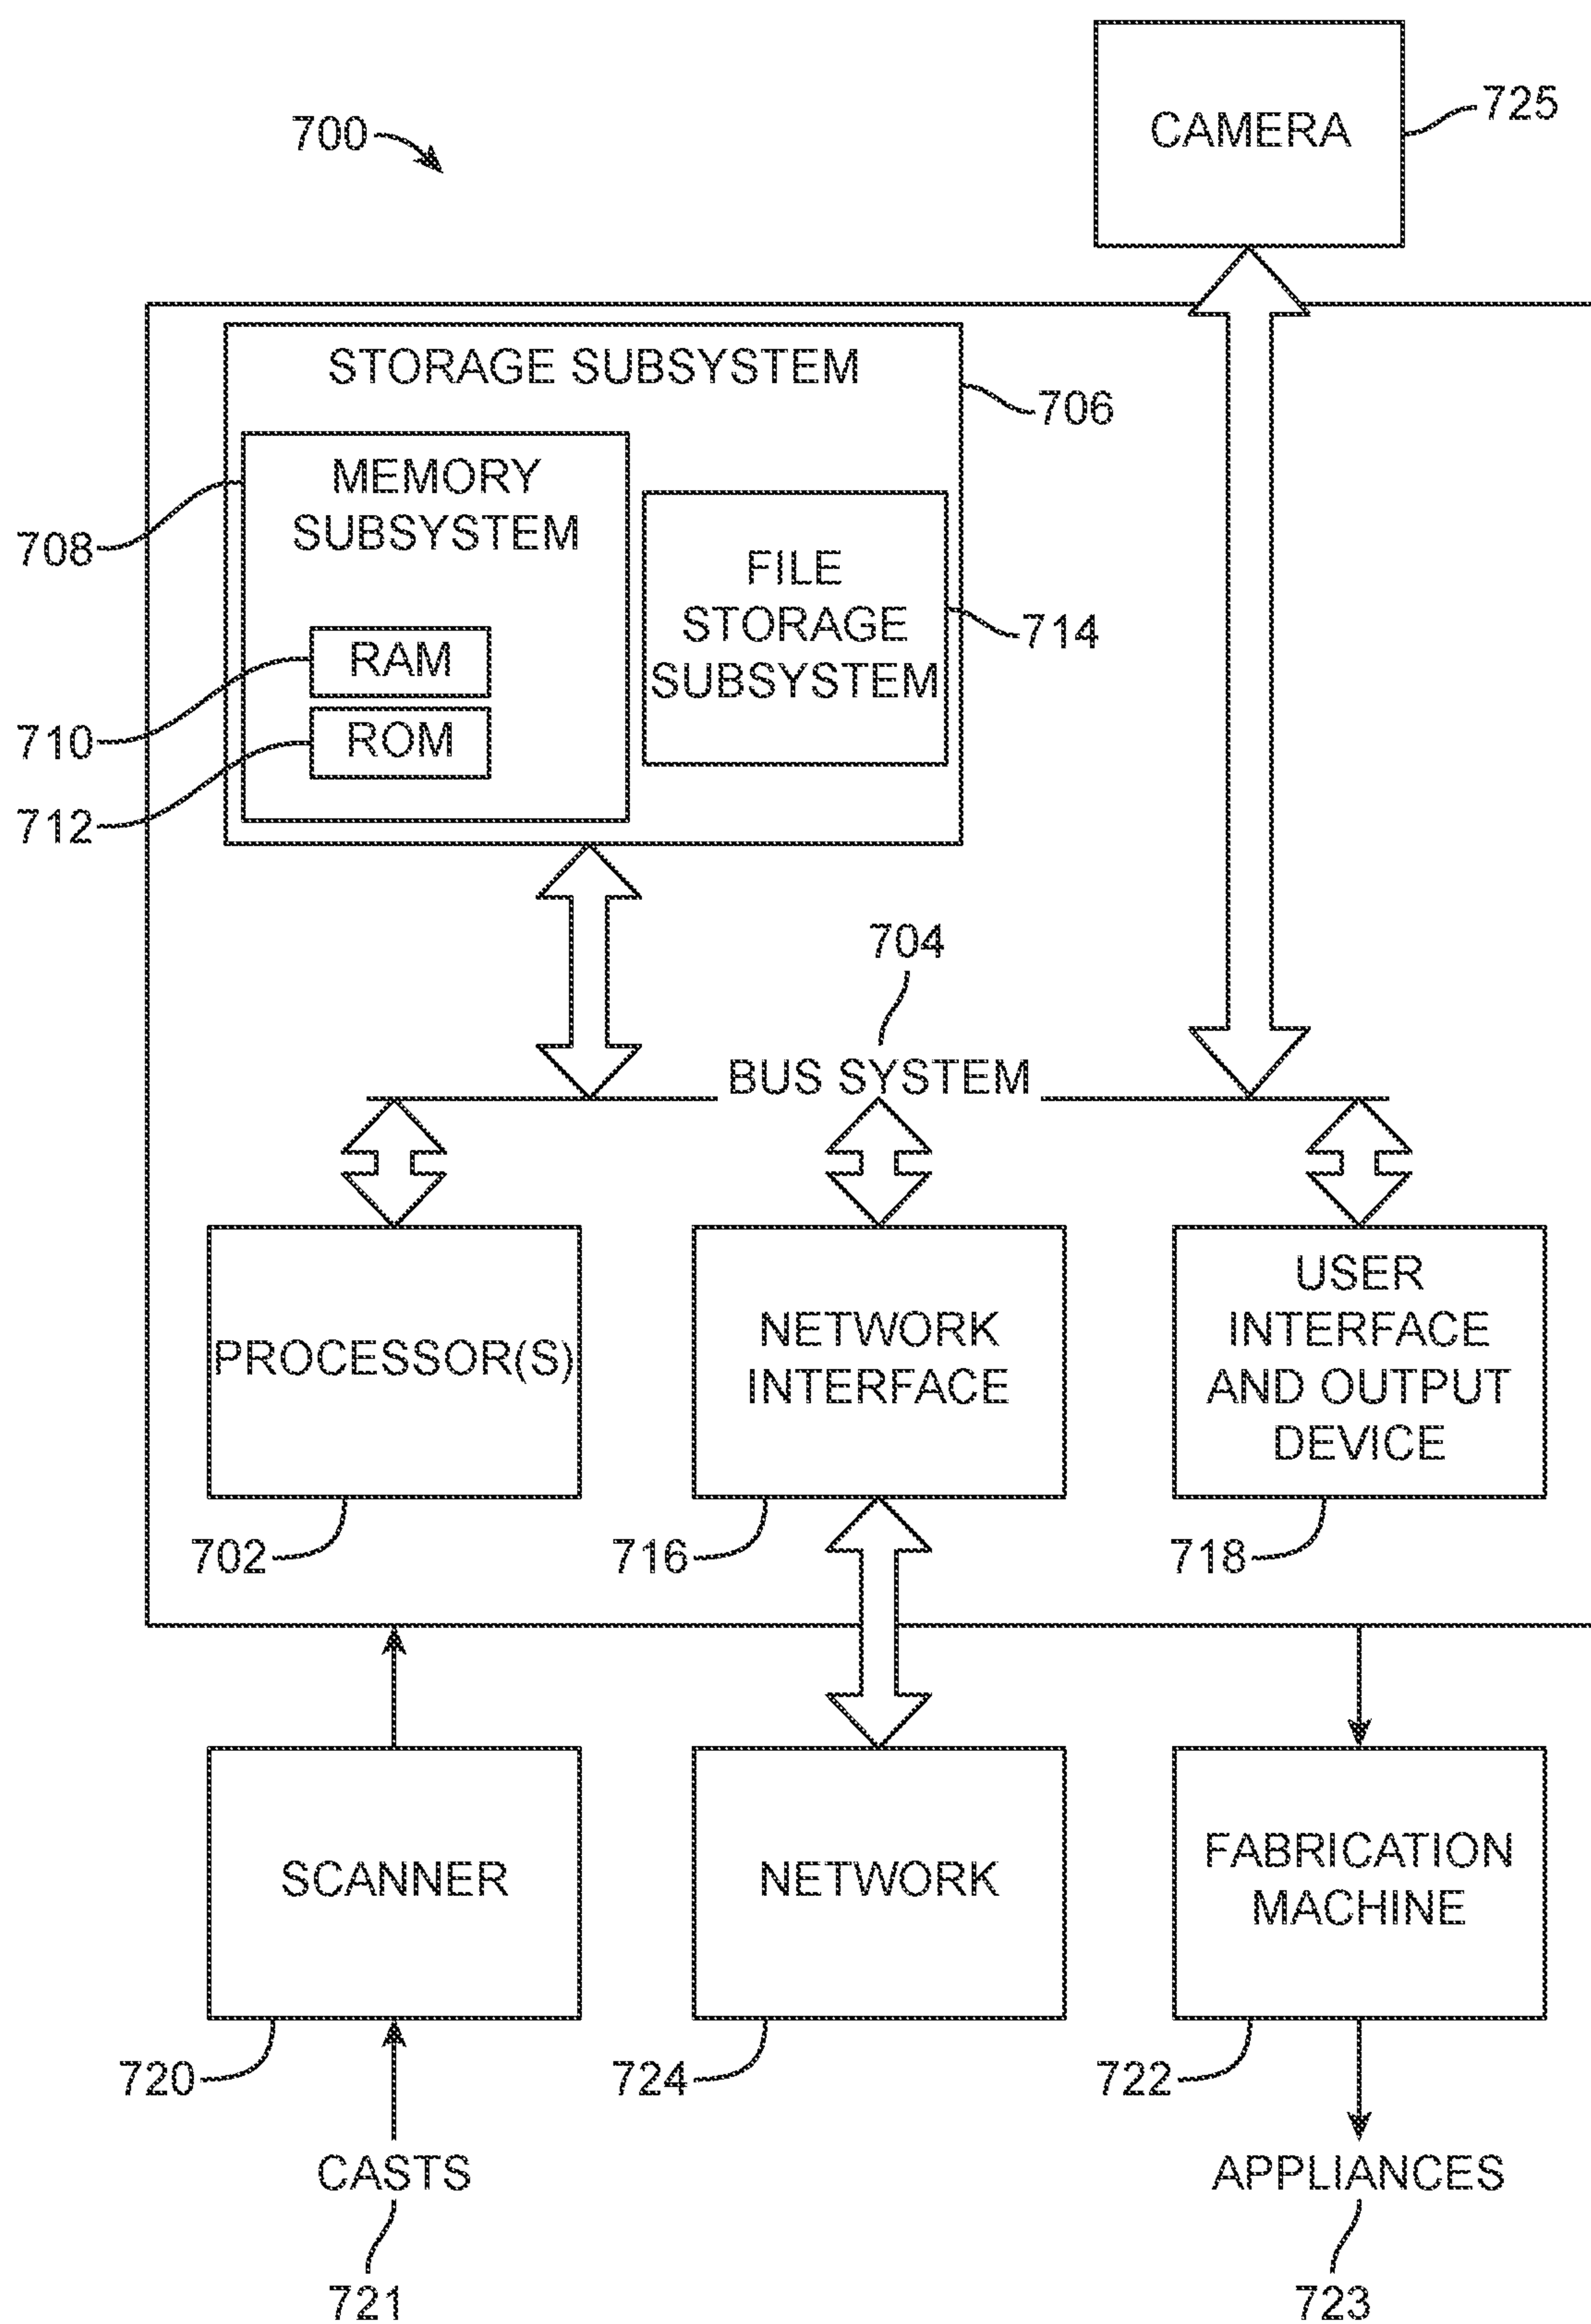 700
CAMERA
725
STORAGE SUBSYSTEM
706
MEMORY
SUBSYSTEM
708
FILE
STORAGE
SUBSYSTEM
714
RAM
710
ROM
712
704
BUS SYSTEM
PROCESSOR(S)
702
NETWORK
INTERFACE
716
USER
INTERFACE
AND OUTPUT
DEVICE
718
SCANNER
720
NETWORK
724
FABRICATION
MACHINE
722
CASTS
721
APPLIANCES
723